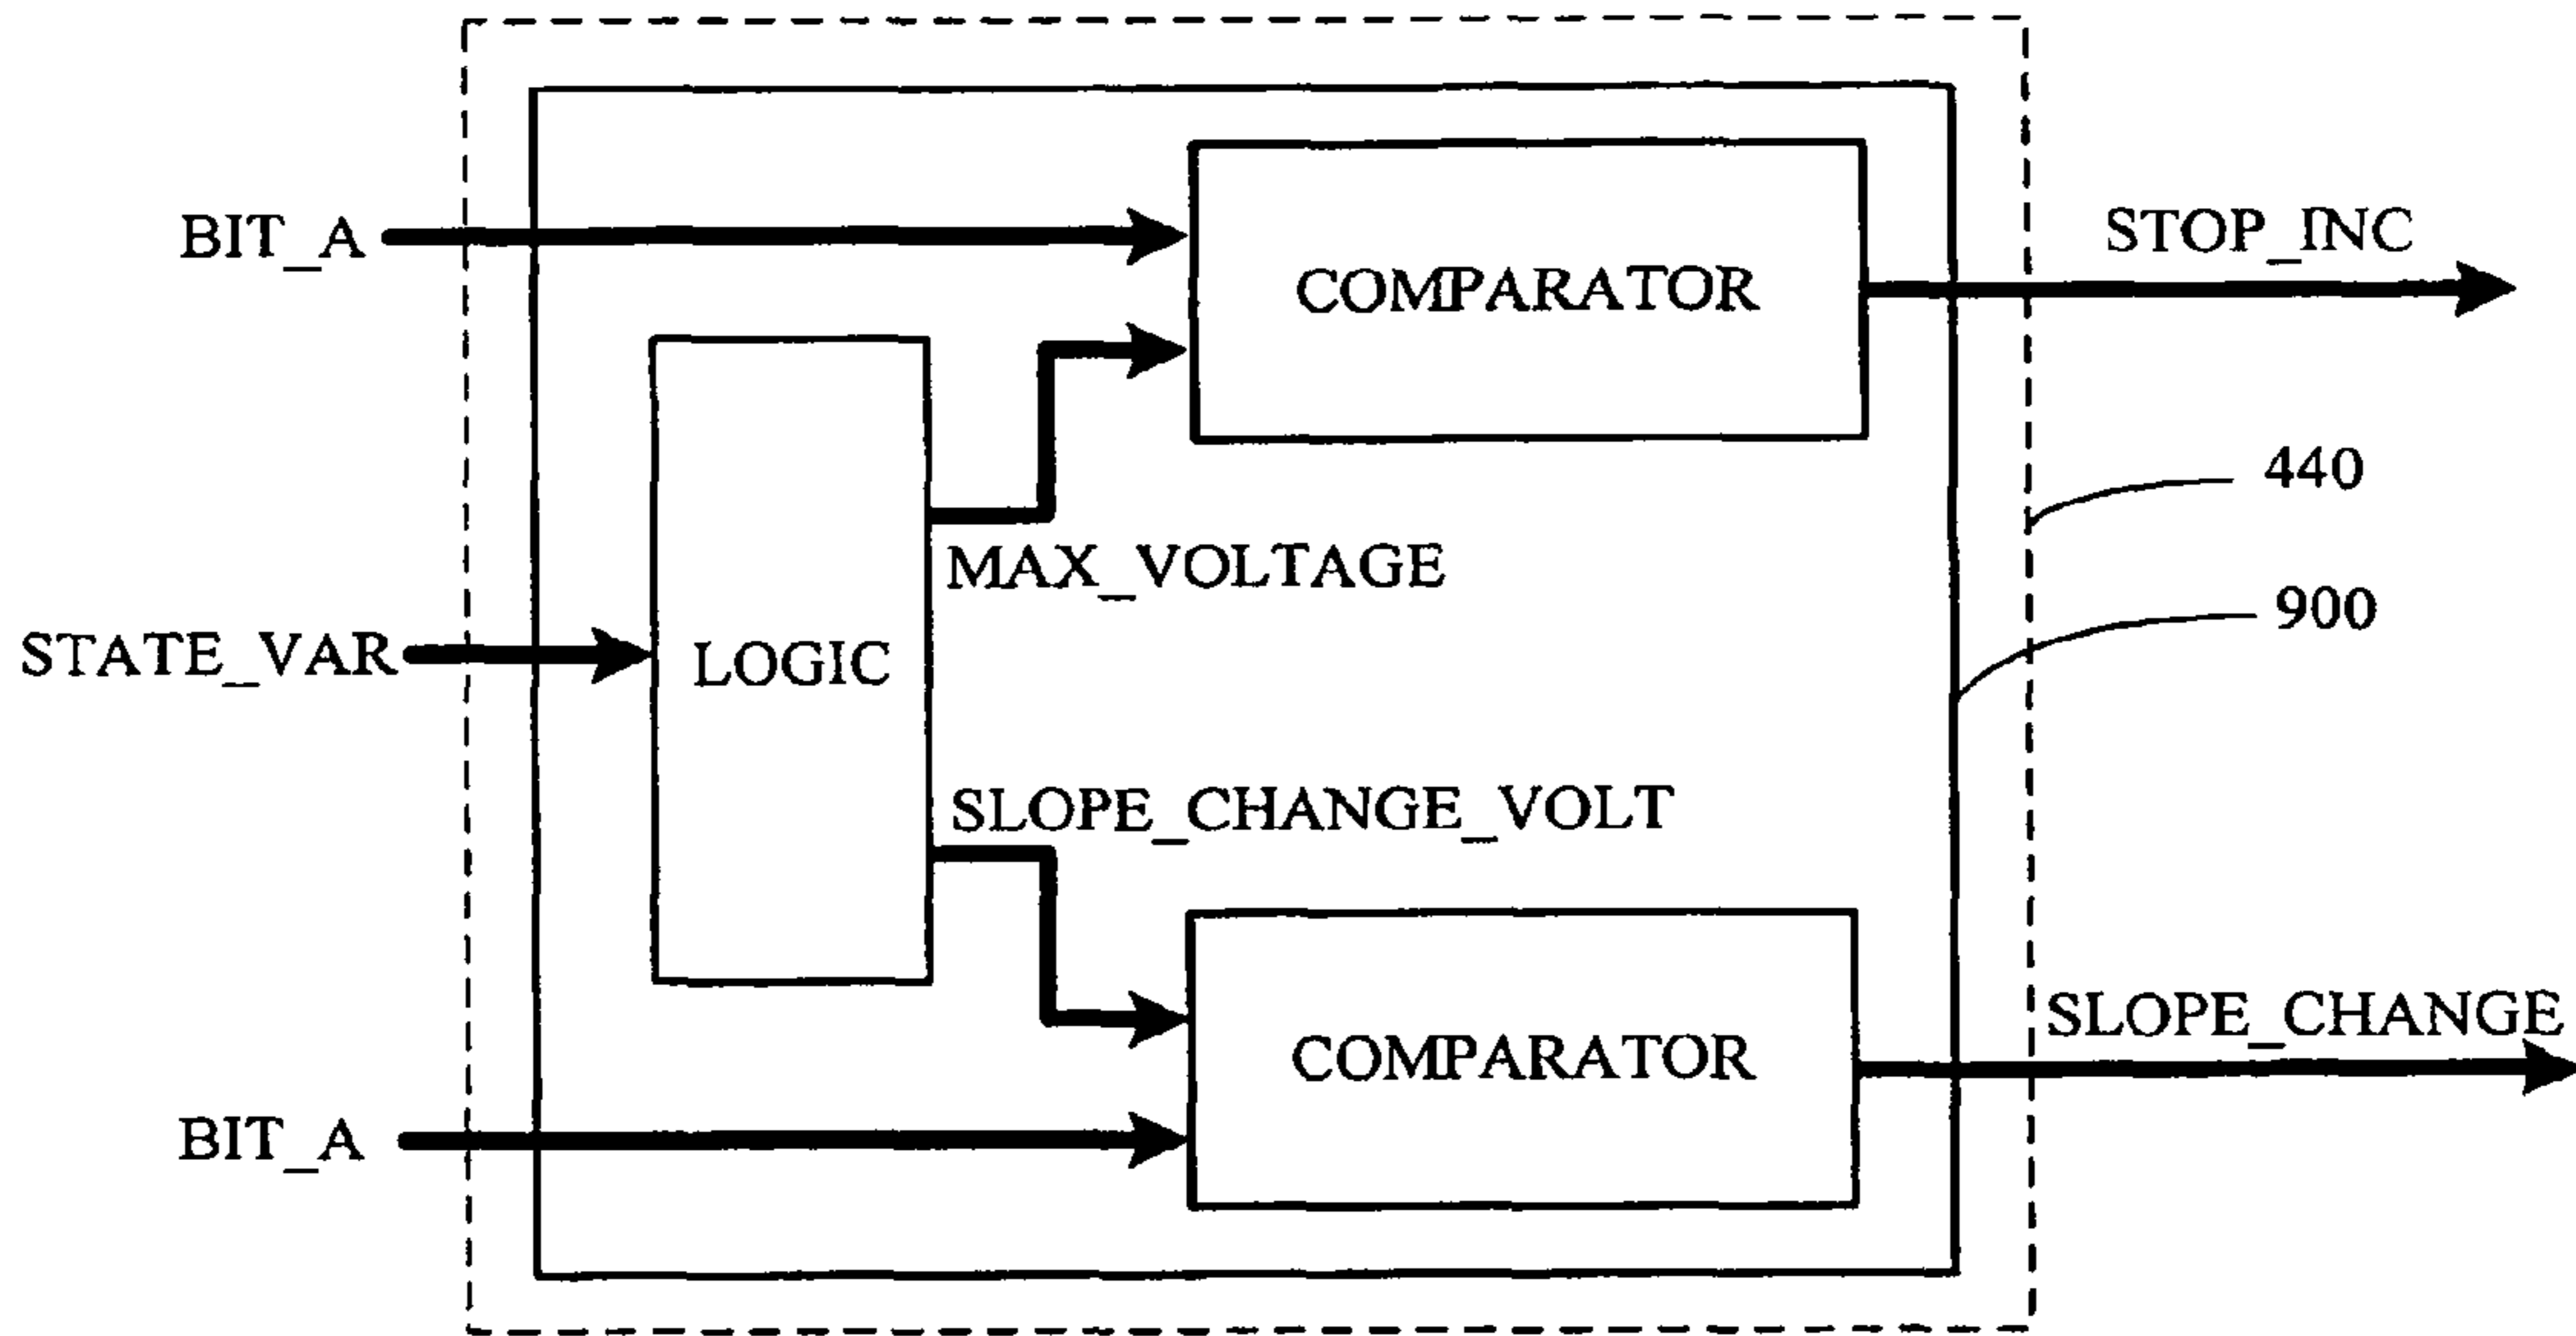 BIT_A
STOP_INC
COMPARATOR
440
MAX_VOLTAGE
900
STATE_VAR
LOGIC
SLOPE_CHANGE_VOLT
SLOPE_CHANGE
COMPARATOR
BIT_A